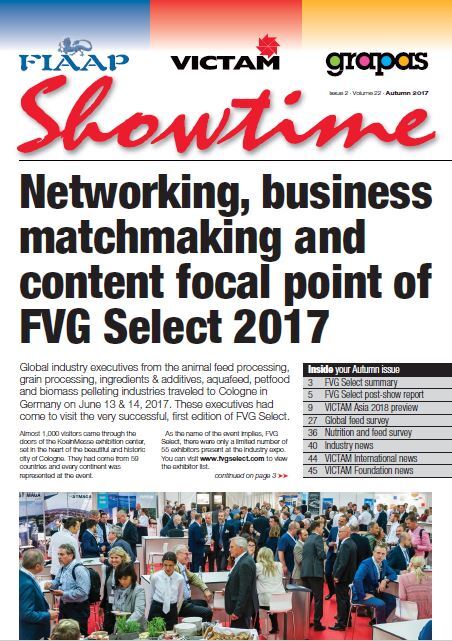 FIAAP
VICTAM
grapas
Issue 2 · Volume 22 · Autumn 2017
Showtime
Networking, business
matchmaking and
content focal point of
FVG Select 2017
Global industry executives from the animal feed processing,
grain processing, ingredients & additives, aquafeed, petfood
and biomass pelleting industries traveled to Cologne in
Germany on June 13 & 14, 2017. These executives had
come to visit the very successful, first edition of FVG Select.
Almost 1,000 visitors came through the
doors of the Koelnmesse exhibition center,
set in the heart of the beautiful and historic
city of Cologne. They had come from 59
countries and every continent was
represented at the event.
As the name of the event implies, FVG
Select, there were only a limited number of
55 exhibitors present at the industry expo.
You can visit www.fvgselect.com to view
the exhibitor list.
continued on page 3
Inside your Autumn issue
3 FVG Select summary
5 FVG Select post-show report
9 VICTAM Asia 2018 preview
27 Global feed survey
36 Nutrition and feed survey
40 Industry news
44 VICTAM International news
45 VICTAM Foundation news